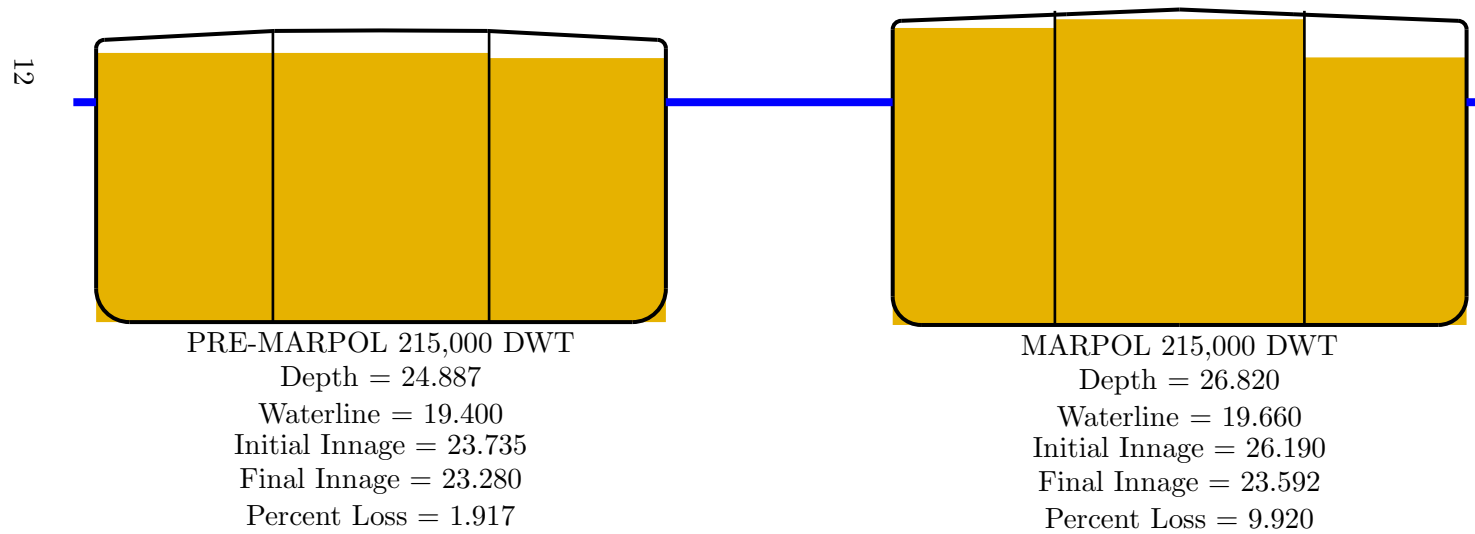 12
PRE-MARPOL 215,000 DWT
Depth = 24.887
Waterline = 19.400
Initial Innage = 23.735
Final Innage = 23.280
Percent Loss = 1.917
MARPOL 215,000 DWT
Depth = 26.820
Waterline = 19.660
Initial Innage = 26.190
Final Innage = 23.592
Percent Loss = 9.920